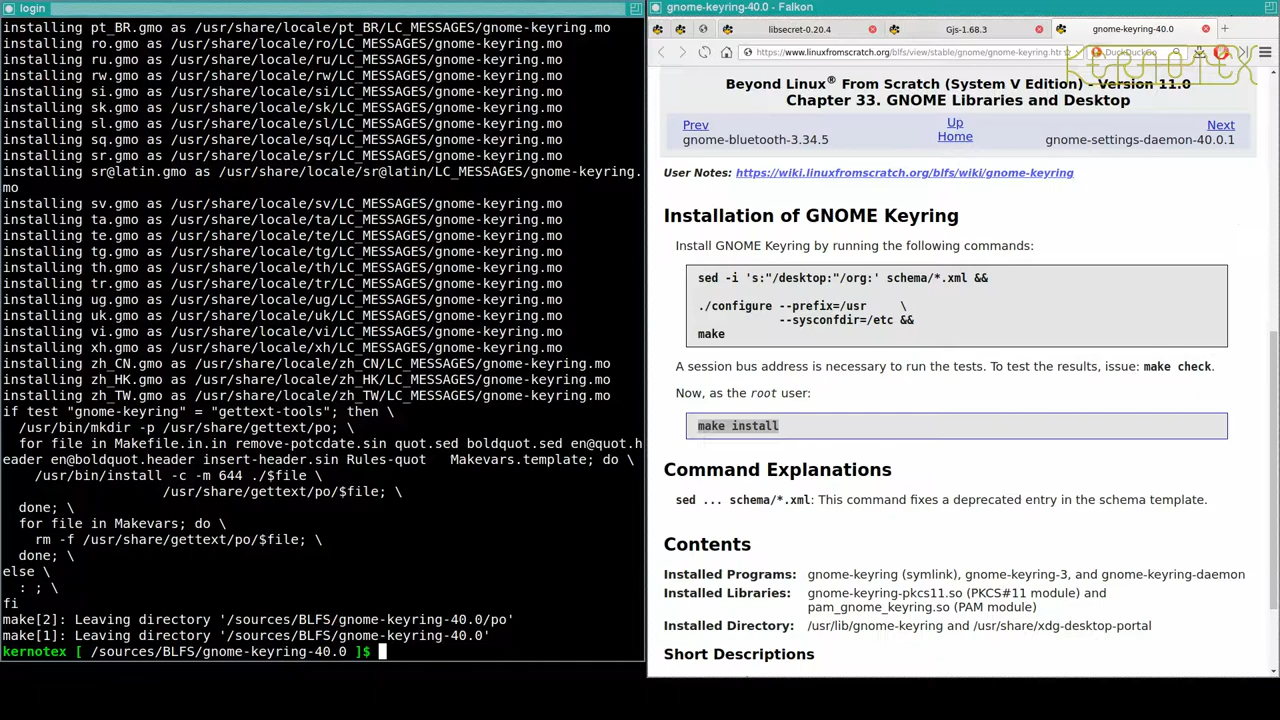 login
installing pt_BR.gmo as /usr/share/locale/pt_BR/LC_MESSAGES/gnome-keyring.mo
installing ro.gmo as /usr/share/locale/ro/LC_MESSAGES/gnome-keyring.mo
installing ru.gmo as /usr/share/locale/ru/LC_MESSAGES/gnome-keyring.mo
installing rw.gmo as /usr/share/locale/rw/LC_MESSAGES/gnome-keyring.mo
installing si.gmo as /usr/share/locale/si/LC_MESSAGES/gnome-keyring.mo
installing sk.gmo as /usr/share/locale/sk/LC_MESSAGES/gnome-keyring.mo
installing sl.gmo as /usr/share/locale/sl/LC_MESSAGES/gnome-keyring.mo
installing sq.gmo as /usr/share/locale/sq/LC_MESSAGES/gnome-keyring.mo
installing sr.gmo as /usr/share/locale/sr/LC_MESSAGES/gnome-keyring.mo
installing sr@latin.gmo as /usr/share/locale/sr@latin/LC_MESSAGES/gnome-keyring.
mo
installing sv.gmo as /usr/share/locale/sv/LC_MESSAGES/gnome-keyring.mo
installing ta.gmo as /usr/share/locale/ta/LC_MESSAGES/gnome-keyring.mo
installing te.gmo as /usr/share/locale/te/LC_MESSAGES/gnome-keyring.mo
installing tg.gmo as /usr/share/locale/tg/LC_MESSAGES/gnome-keyring.mo
installing th.gmo as /usr/share/locale/th/LC_MESSAGES/gnome-keyring.mo
installing tr.gmo as /usr/share/locale/tr/LC_MESSAGES/gnome-keyring.mo
installing ug.gmo as /usr/share/locale/ug/LC_MESSAGES/gnome-keyring.mo
installing uk.gmo as /usr/share/locale/uk/LC_MESSAGES/gnome-keyring.mo
installing vi.gmo as /usr/share/locale/vi/LC_MESSAGES/gnome-keyring.mo
installing xh.gmo as /usr/share/locale/xh/LC_MESSAGES/gnome-keyring.mo
installing zh_CN.gmo as /usr/share/locale/zh_CN/LC_MESSAGES/gnome-keyring.mo
installing zh_HK.gmo as /usr/share/locale/zh_HK/LC_MESSAGES/gnome-keyring.mo
installing zh_TW.gmo as /usr/share/locale/zh_TW/LC_MESSAGES/gnome-keyring.mo
if test "gnome-keyring" = "gettext-tools"; then \
/usr/bin/mkdir -p /usr/share/gettext/po; \
for file in Makefile.in.in remove-potcdate.sin quot.sed boldquot.sed en@quot.h
eader en@boldquot.header insert-header.sin Rules-quot Makevars.template; do \
/usr/bin/install -c -m 644 ./$file \
/usr/share/gettext/po/$file; \
done; \
for file in Makevars; do \
rm -f /usr/share/gettext/po/$file; \
done; \
else \
: ; \
fi
make[2]: Leaving directory '/sources/BLFS/gnome-keyring-40.0/po'
make[1]: Leaving directory '/sources/BLFS/gnome-keyring-40.0'
kernotex [ /sources/BLFS/gnome-keyring-40.0 ]$
gnome-keyring-40.0 - Falkon
libsecret-0.20.4
Gjs-1.68.3
gnome-keyring-40.0
https://www.linuxfromscratch.org/blfs/view/stable/gnome/gnome-keyring.htm
DuckDuckGo
KERNOTEX
Beyond Linux® From Scratch (System V Edition) - Version 11.0
Chapter 33. GNOME Libraries and Desktop
Prev Up Next
gnome-bluetooth-3.34.5 Home gnome-settings-daemon-40.0.1
User Notes: https://wiki.linuxfromscratch.org/blfs/wiki/gnome-keyring
Installation of GNOME Keyring
Install GNOME Keyring by running the following commands:
sed -i 's:"/desktop:"/org:' schema/*.xml &&
./configure --prefix=/usr \
--sysconfdir=/etc &&
make
A session bus address is necessary to run the tests. To test the results, issue: make check.
Now, as the root user:
make install
Command Explanations
sed ... schema/*.xml: This command fixes a deprecated entry in the schema template.
Contents
Installed Programs: gnome-keyring (symlink), gnome-keyring-3, and gnome-keyring-daemon
Installed Libraries: gnome-keyring-pkcs11.so (PKCS#11 module) and
pam_gnome_keyring.so (PAM module)
Installed Directory: /usr/lib/gnome-keyring and /usr/share/xdg-desktop-portal
Short Descriptions